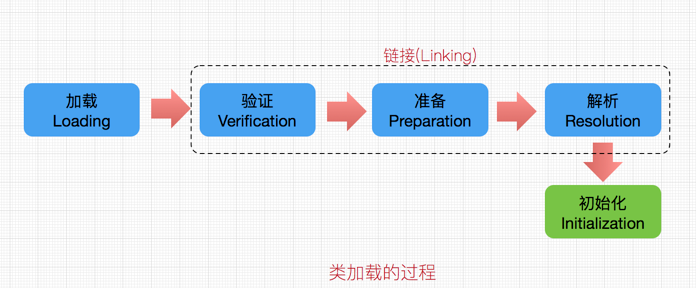 链接(Linking)
加载
Loading
验证
Verification
准备
Preparation
解析
Resolution
初始化
Initialization
类加载的过程